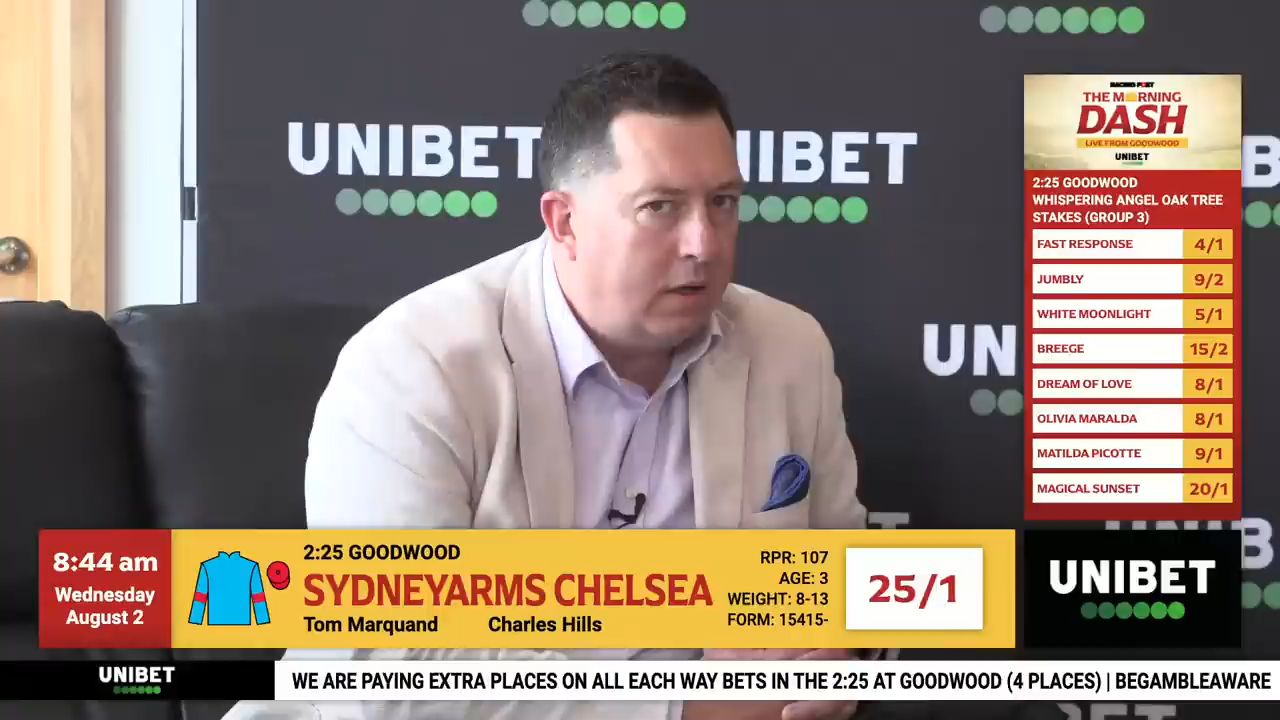 UNIBET
UNIBET
UNIBET
RACING POST
THE MORNING
DASH
LIVE FROM GOODWOOD
UNIBET
2:25 GOODWOOD
WHISPERING ANGEL OAK TREE
STAKES (GROUP 3)
FAST RESPONSE 4/1
JUMBLY 9/2
WHITE MOONLIGHT 5/1
BREEGE 15/2
DREAM OF LOVE 8/1
OLIVIA MARALDA 8/1
MATILDA PICOTTE 9/1
MAGICAL SUNSET 20/1
8:44 am
Wednesday
August 2
2:25 GOODWOOD
SYDNEYARMS CHELSEA
Tom Marquand Charles Hills
RPR: 107
AGE: 3
WEIGHT: 8-13
FORM: 15415-
25/1
UNIBET
UNIBET
WE ARE PAYING EXTRA PLACES ON ALL EACH WAY BETS IN THE 2:25 AT GOODWOOD (4 PLACES) | BEGAMBLEAWARE